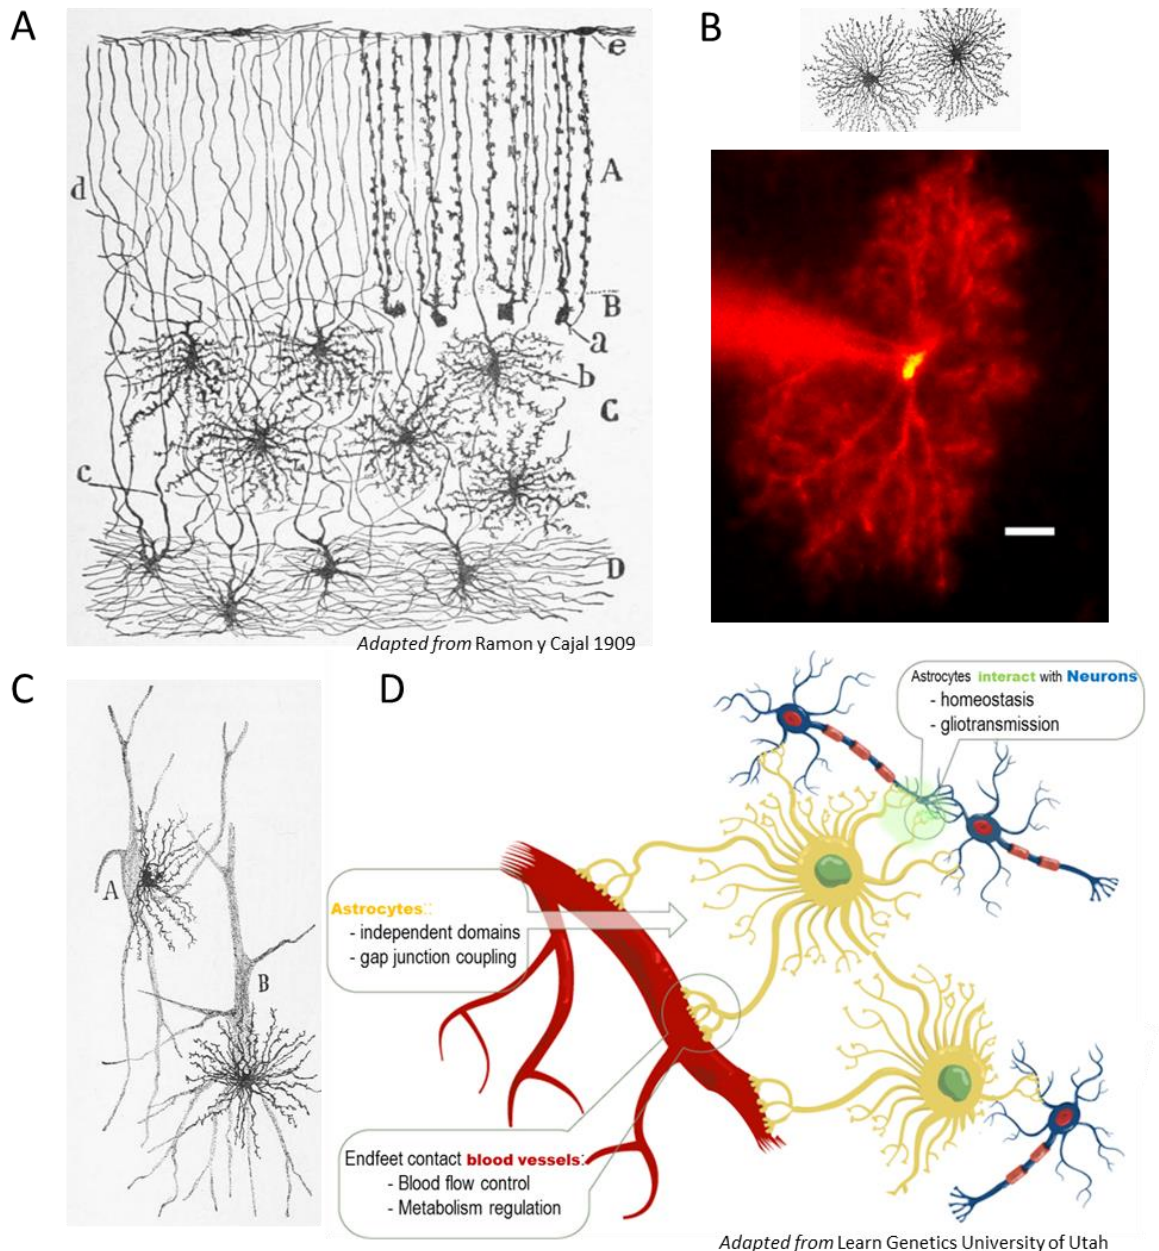 A
e
A
d
B
a
b
C
c
D
Adapted from Ramon y Cajal 1909
B
C
A
B
D
Astrocytes interact with Neurons
- homeostasis
- gliotransmission
Astrocytes::
- independent domains
- gap junction coupling
Endfeet contact blood vessels:
- Blood flow control
- Metabolism regulation
Adapted from Learn Genetics University of Utah